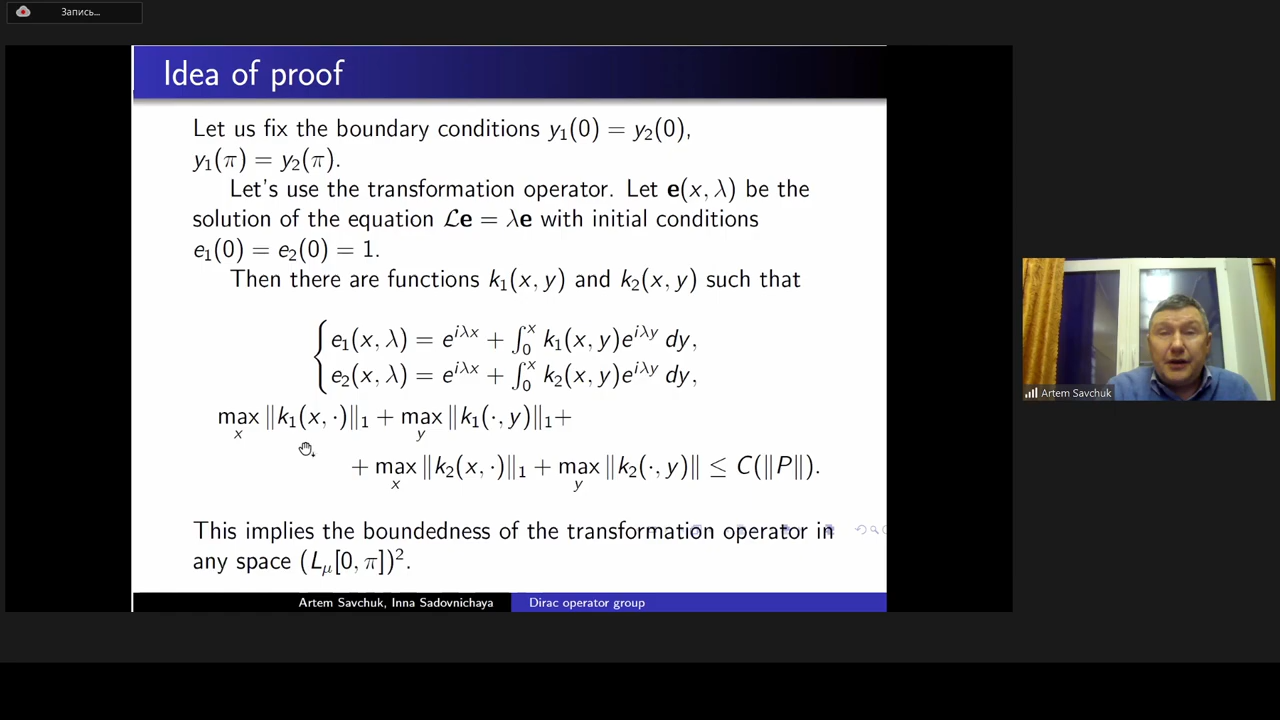 Запись...
Idea of proof
Let us fix the boundary conditions y₁(0) = y₂(0),
y₁(π) = y₂(π).
Let's use the transformation operator. Let e(x, λ) be the
solution of the equation ℒe = λe with initial conditions
e₁(0) = e₂(0) = 1.
Then there are functions k₁(x, y) and k₂(x, y) such that
e₁(x, λ) = e^{iλx} + ∫₀ˣ k₁(x, y)e^{iλy} dy,
e₂(x, λ) = e^{iλx} + ∫₀ˣ k₂(x, y)e^{iλy} dy,
max_x ‖k₁(x, ·)‖₁ + max_y ‖k₁(·, y)‖₁+
+ max_x ‖k₂(x, ·)‖₁ + max_y ‖k₂(·, y)‖ ≤ C(‖P‖).
This implies the boundedness of the transformation operator in
any space (L_μ[0, π])².
Artem Savchuk, Inna Sadovnichaya
Dirac operator group
Artem Savchuk